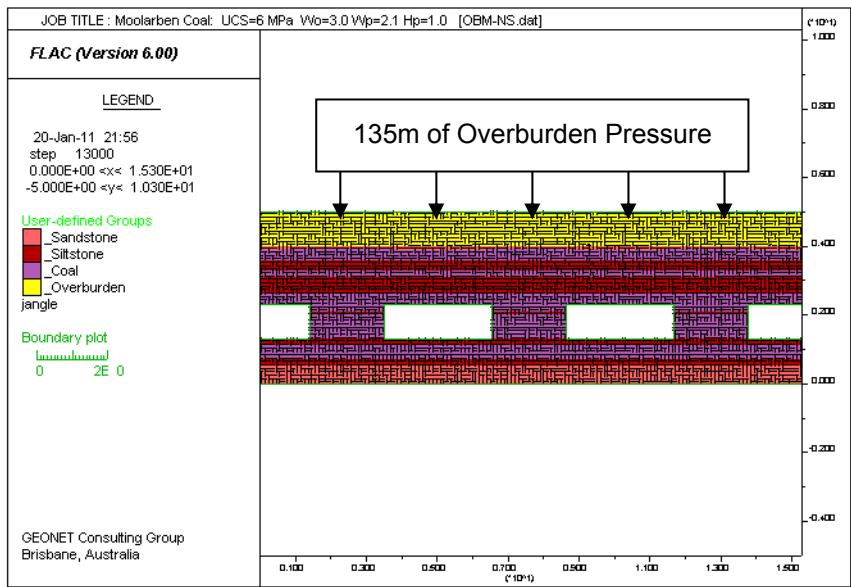 JOB TITLE : Moolarben Coal: UCS=6 MPa Wo=3.0 Wp=2.1 Hp=1.0 [OBM-NS.dat]
FLAC (Version 6.00)
LEGEND
20-Jan-11 21:56
step 13000
0.000E+00 <x< 1.530E+01
-5.000E+00 <y< 1.030E+01
User-defined Groups
_Sandstone
_Siltstone
_Coal
_Overburden
jangle
Boundary plot
0 2E 0
GEONET Consulting Group
Brisbane, Australia
135m of Overburden Pressure
(*10^1)
1.000
0.800
0.600
0.400
0.200
0.000
-0.200
-0.400
0.100 0.300 0.500 0.700 0.900 1.100 1.300 1.500
(*10^1)